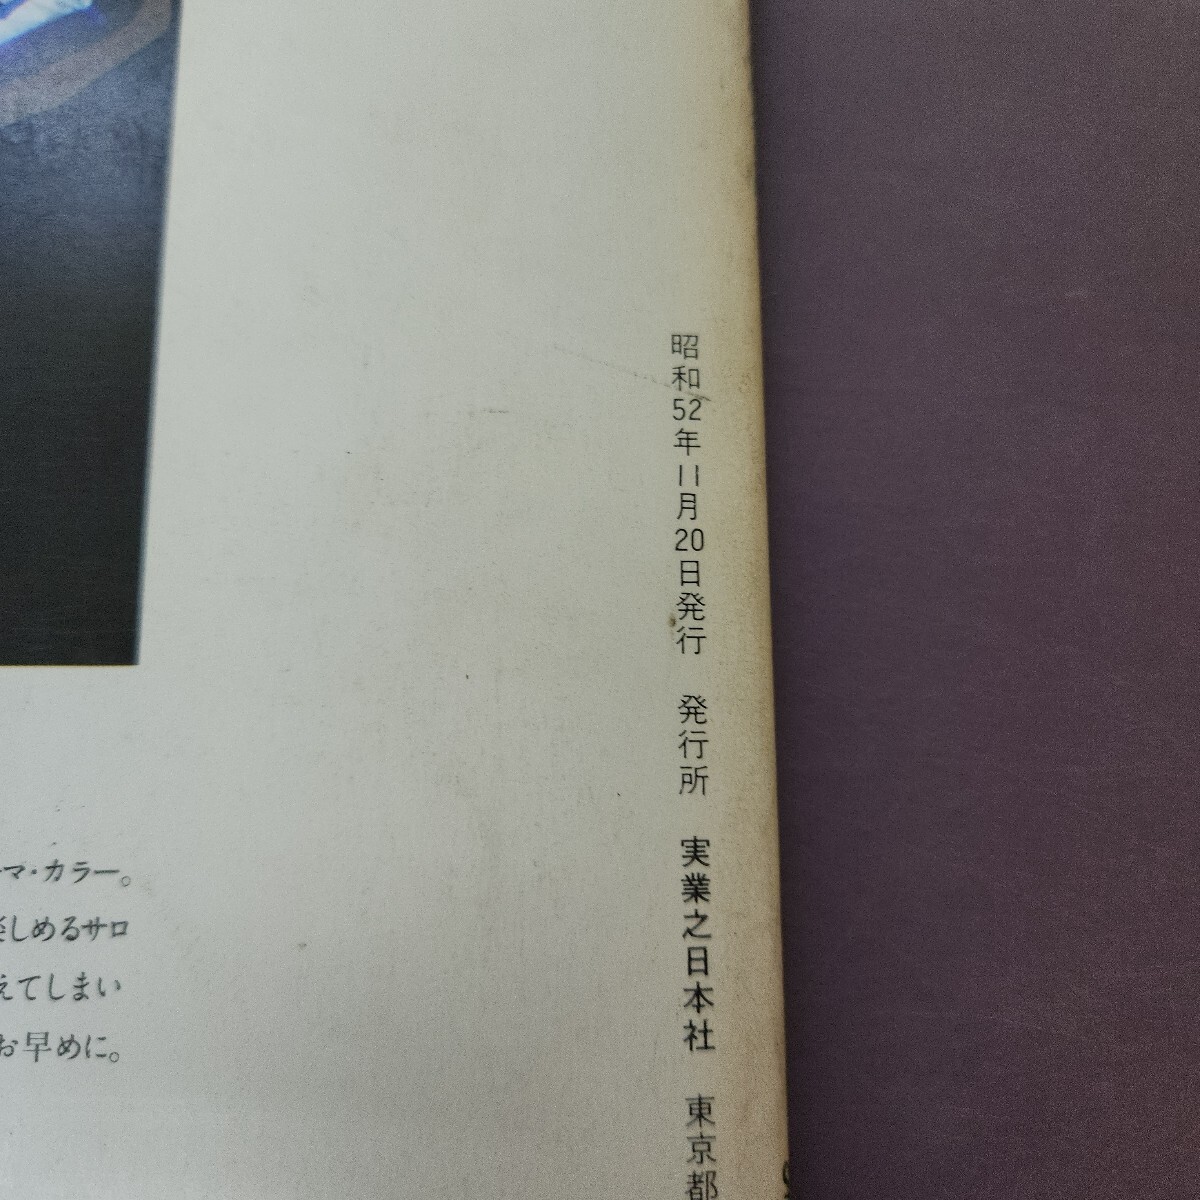 昭和52年11月20日発行　発行所　実業之日本社　東京都
マ・カラー。
しめるサロ
えてしまい
お早めに。